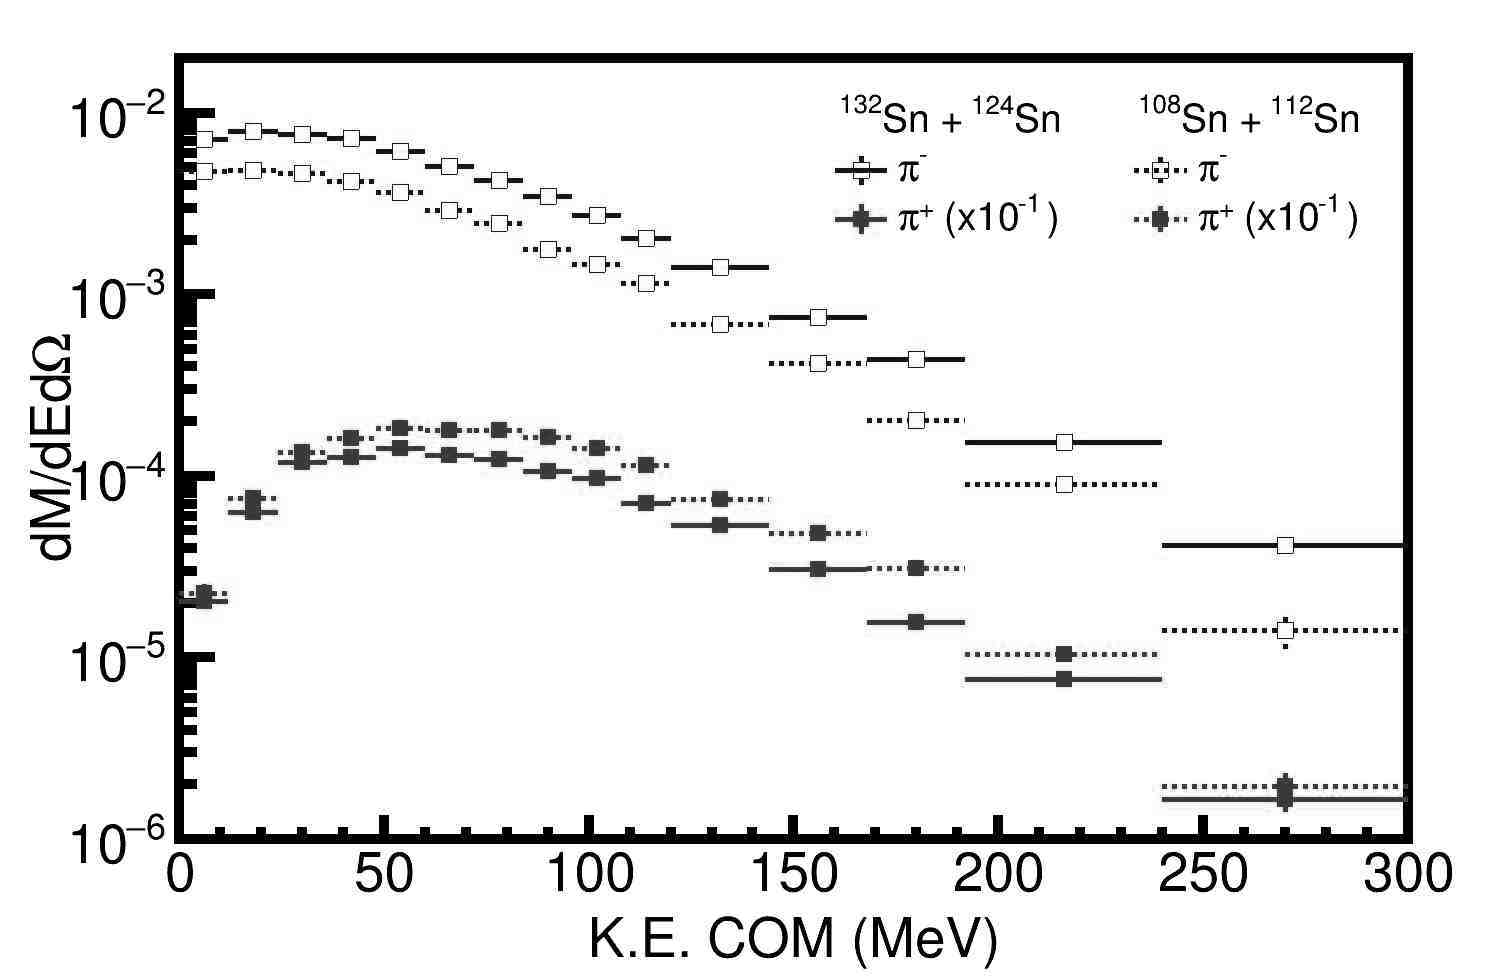 10⁻²
10⁻³
10⁻⁴
10⁻⁵
10⁻⁶
dM/dEdΩ
¹³²Sn + ¹²⁴Sn ¹⁰⁸Sn + ¹¹²Sn
π⁻ π⁻
π⁺ (x10⁻¹) π⁺ (x10⁻¹)
0 50 100 150 200 250 300
K.E. COM (MeV)